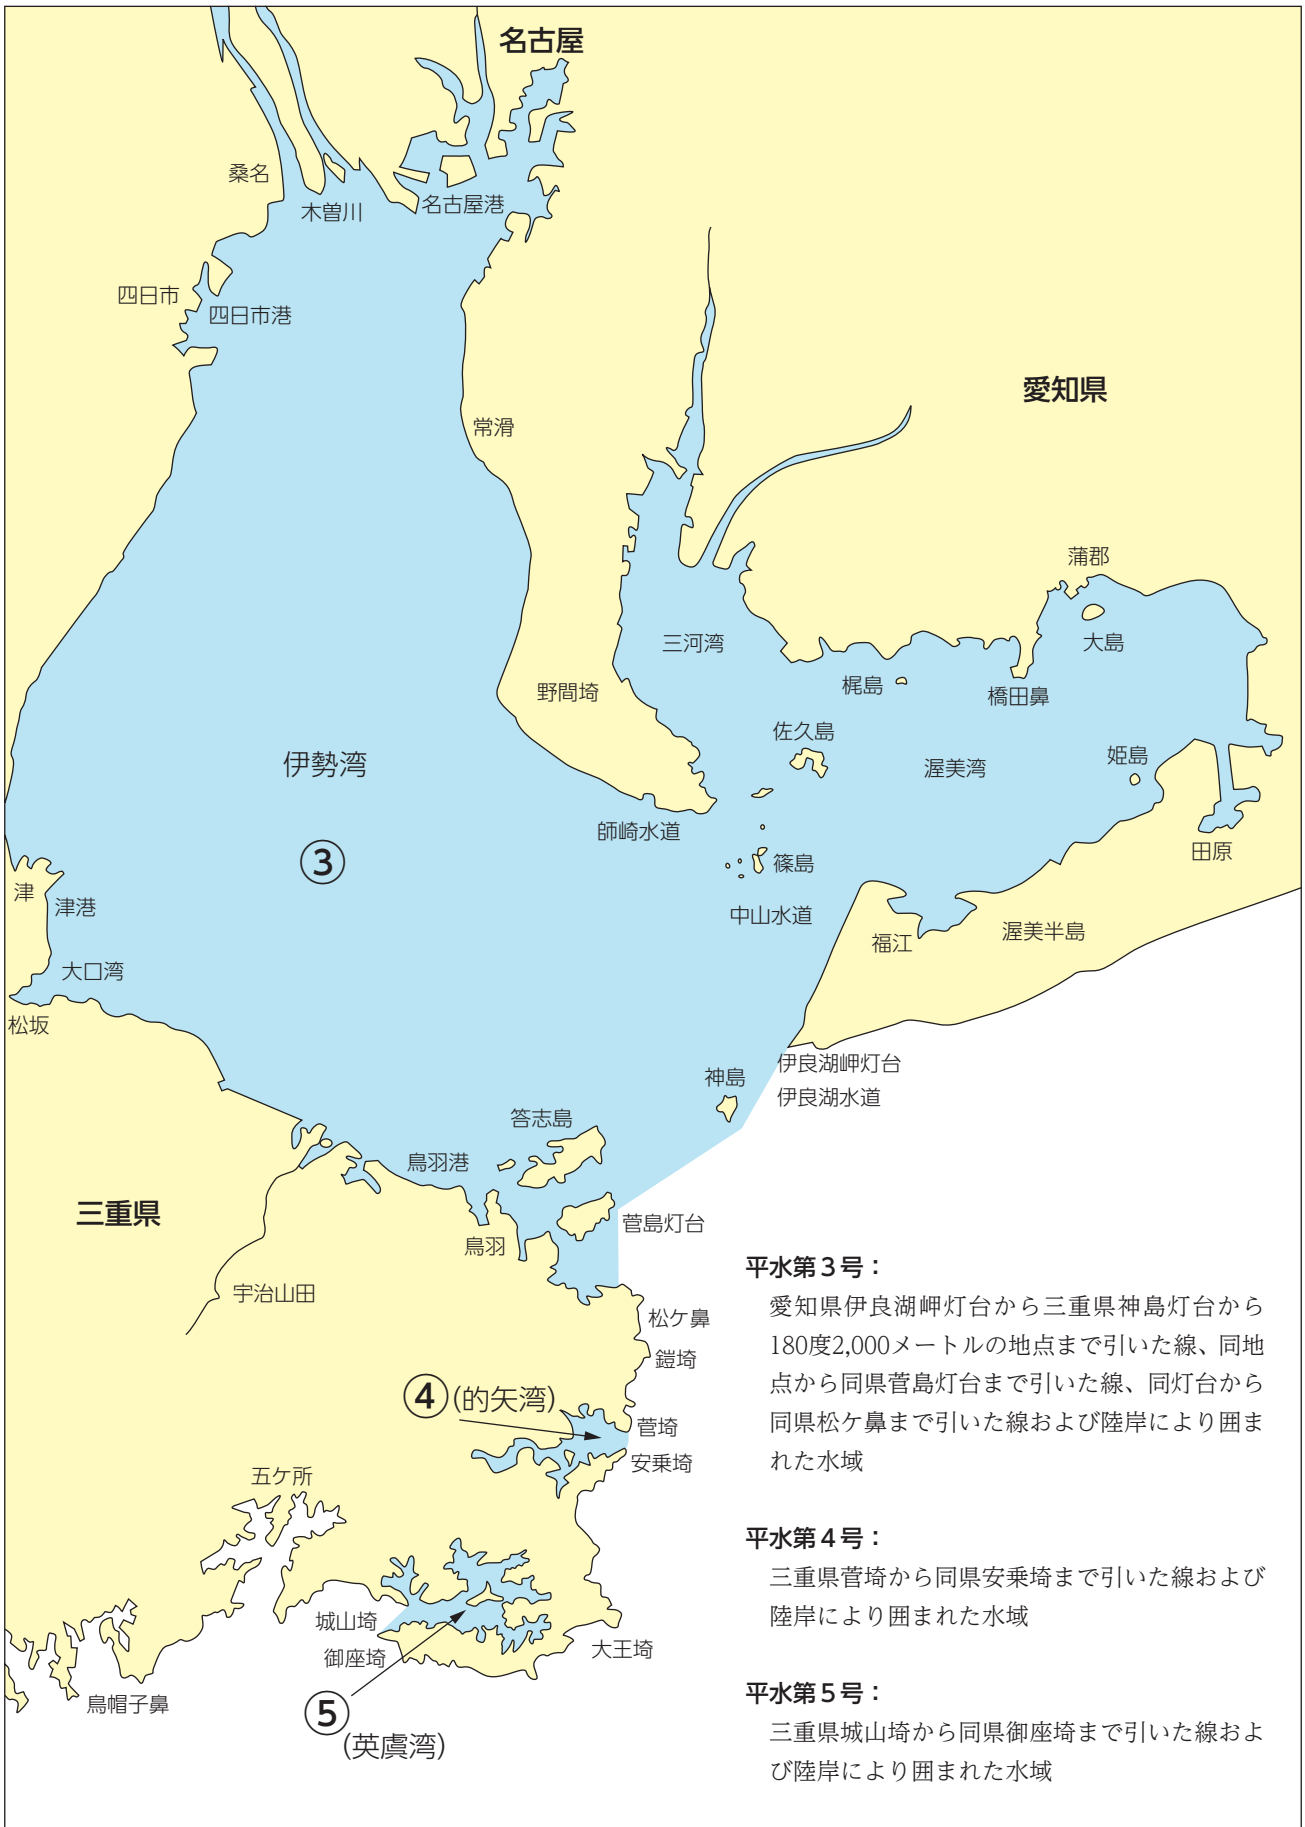 名古屋
桑名
木曽川
名古屋港
四日市
四日市港
愛知県
常滑
蒲郡
三河湾
大島
梶島
橋田鼻
野間埼
佐久島
伊勢湾
渥美湾
姫島
師崎水道
③
篠島
田原
津
津港
中山水道
福江
渥美半島
大口湾
松坂
伊良湖岬灯台
神島
伊良湖水道
答志島
鳥羽港
三重県
菅島灯台
鳥羽
宇治山田
松ケ鼻
鎧埼
④(的矢湾)
菅埼
安乗埼
五ケ所
城山埼
御座埼
大王埼
烏帽子鼻
⑤
(英虞湾)
平水第3号：
愛知県伊良湖岬灯台から三重県神島灯台から
180度2,000メートルの地点まで引いた線、同地
点から同県菅島灯台まで引いた線、同灯台から
同県松ケ鼻まで引いた線および陸岸により囲ま
れた水域
平水第4号：
三重県菅埼から同県安乗埼まで引いた線および
陸岸により囲まれた水域
平水第5号：
三重県城山埼から同県御座埼まで引いた線およ
び陸岸により囲まれた水域